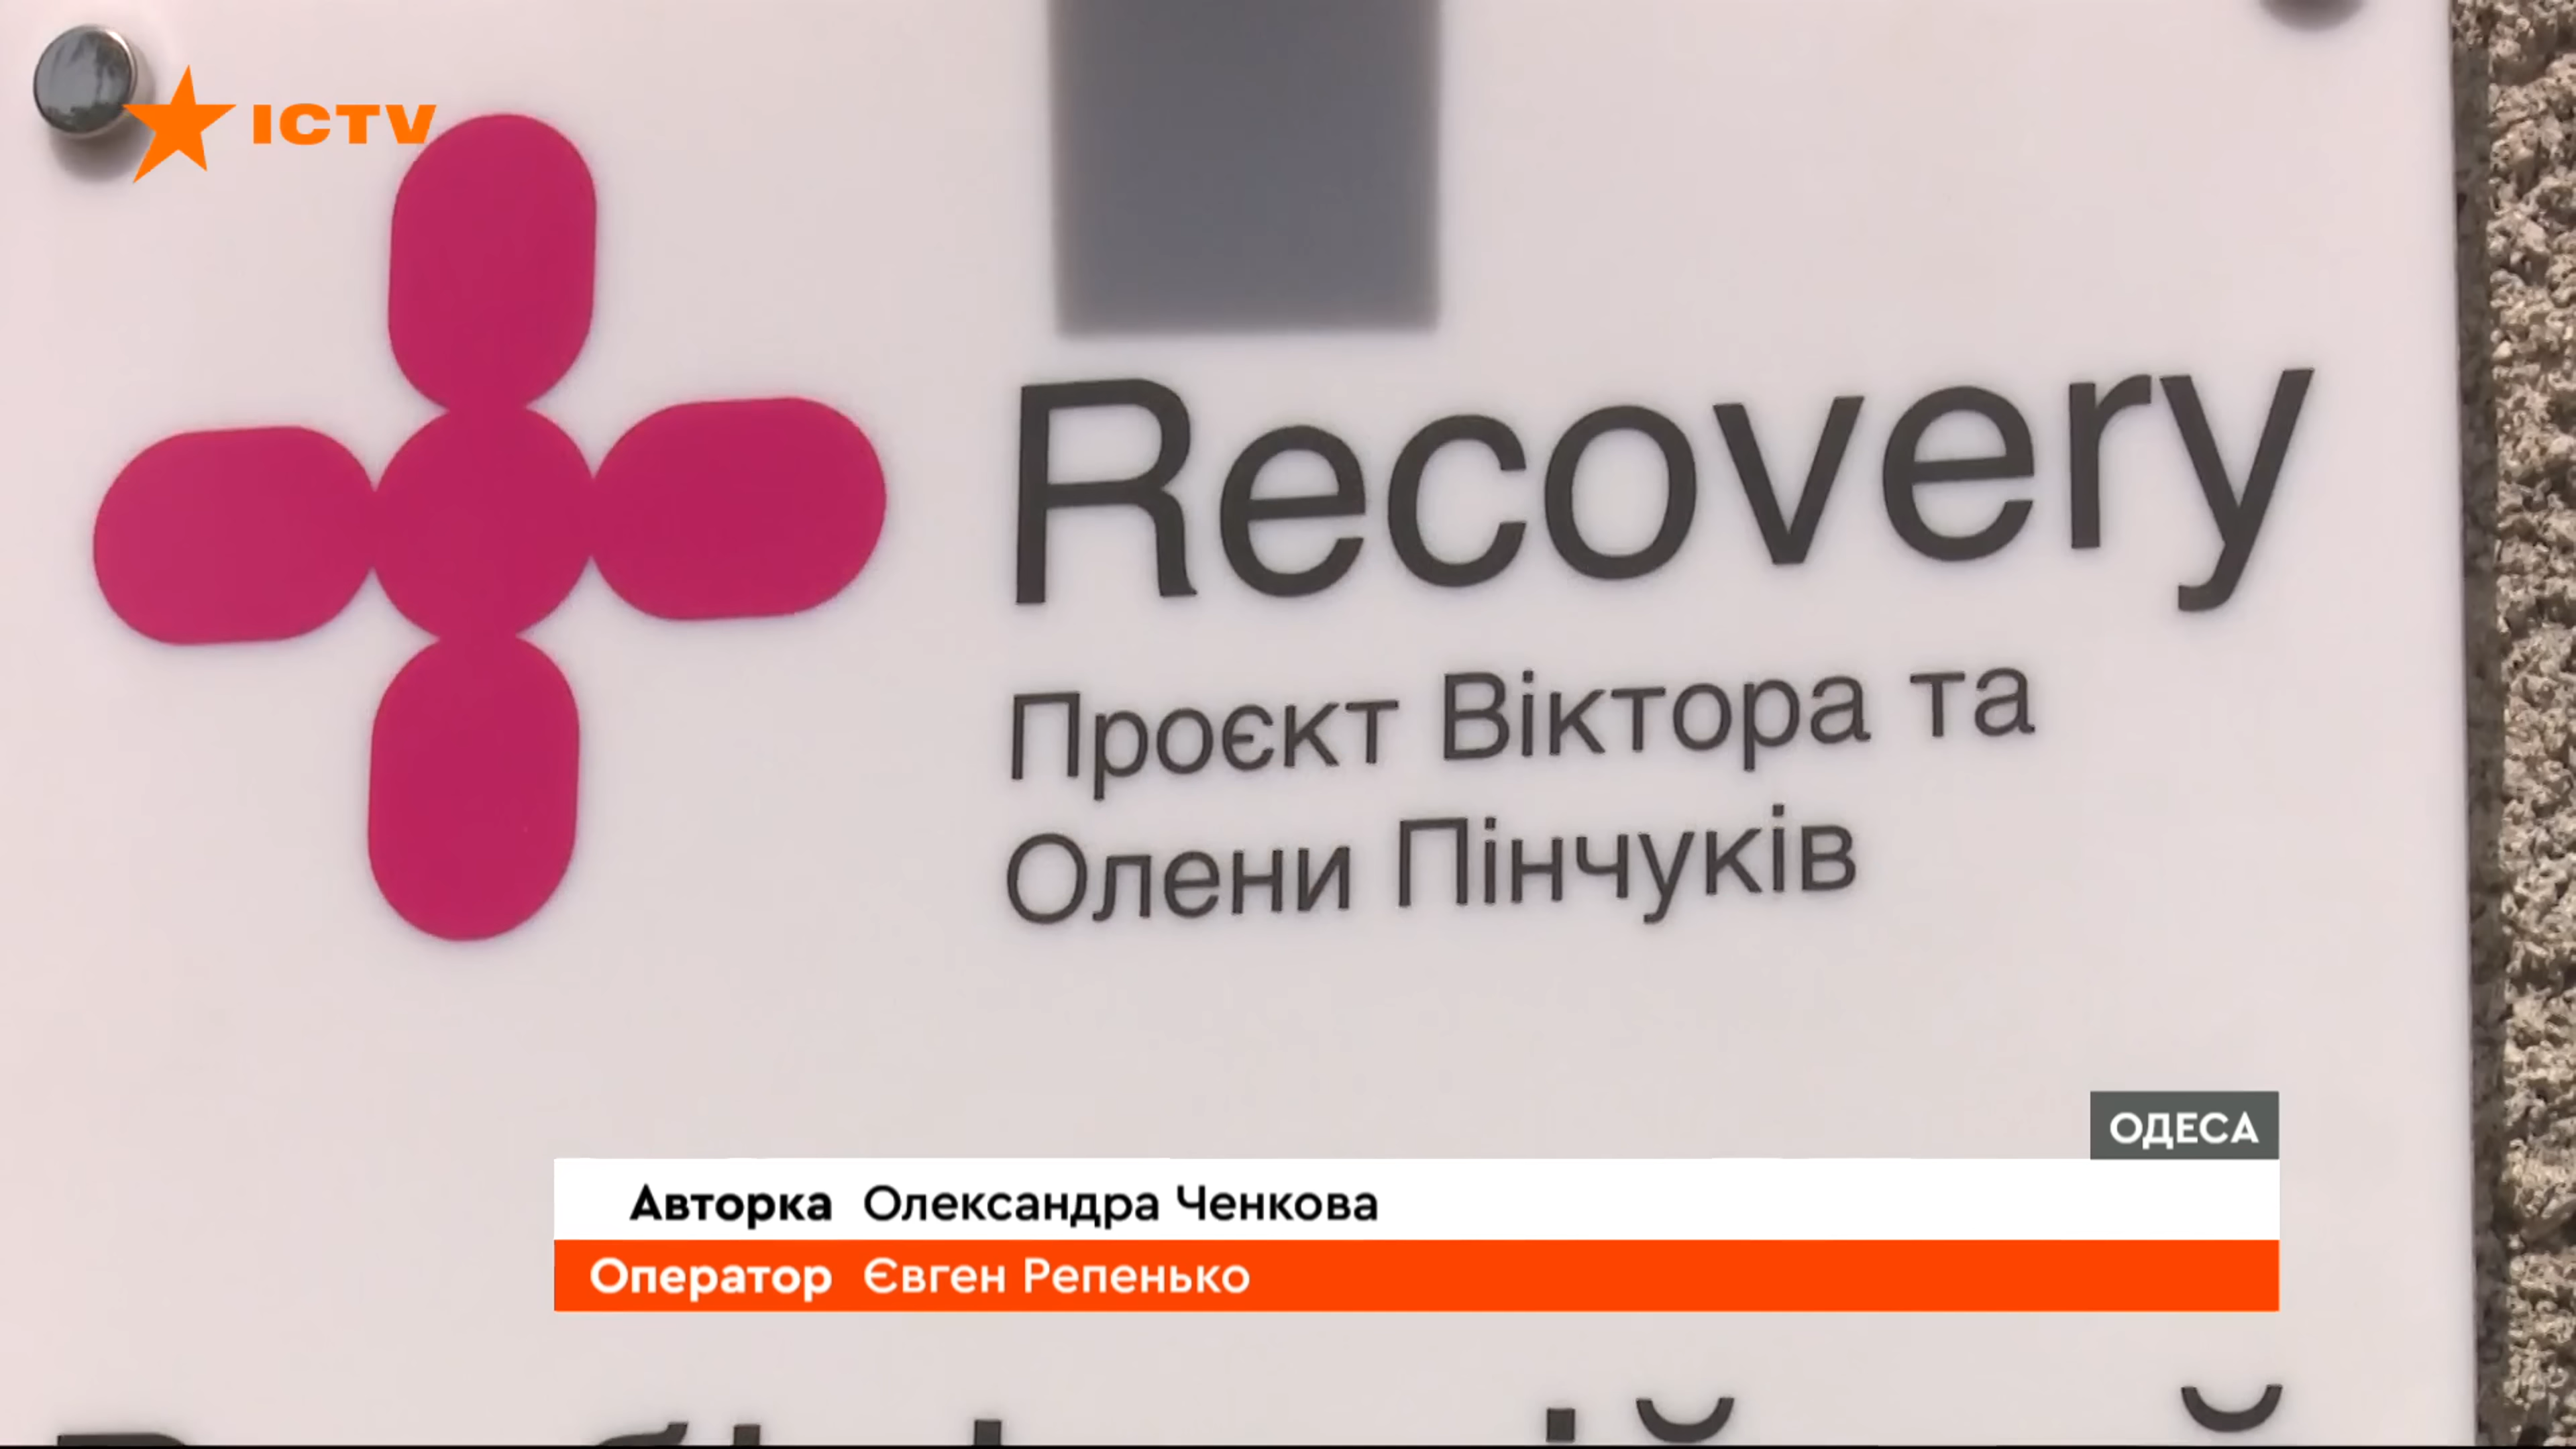 ICTV
Recovery
Проєкт Віктора та
Олени Пінчуків
ОДЕСА
Авторка Олександра Ченкова
Оператор Євген Репенько